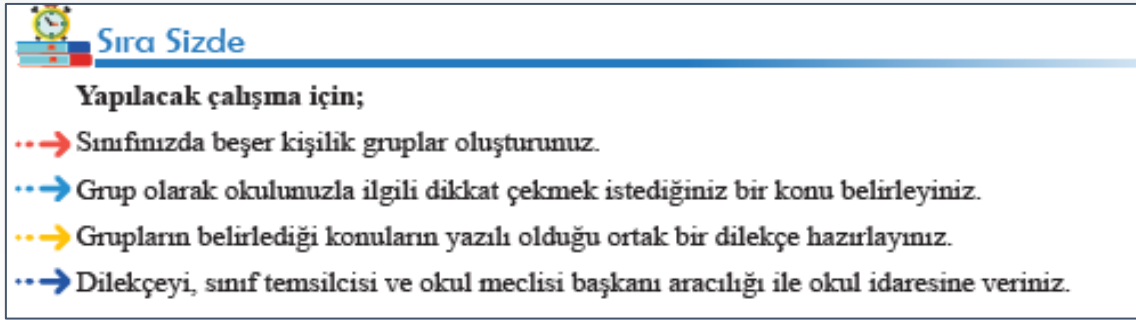 Sıra Sizde
Yapılacak çalışma için;
Sınıfınızda beşer kişilik gruplar oluşturunuz.
Grup olarak okulunuzla ilgili dikkat çekmek istediğiniz bir konu belirleyiniz.
Grupların belirlediği konuların yazılı olduğu ortak bir dilekçe hazırlayınız.
Dilekçeyi, sınıf temsilcisi ve okul meclisi başkanı aracılığı ile okul idaresine veriniz.